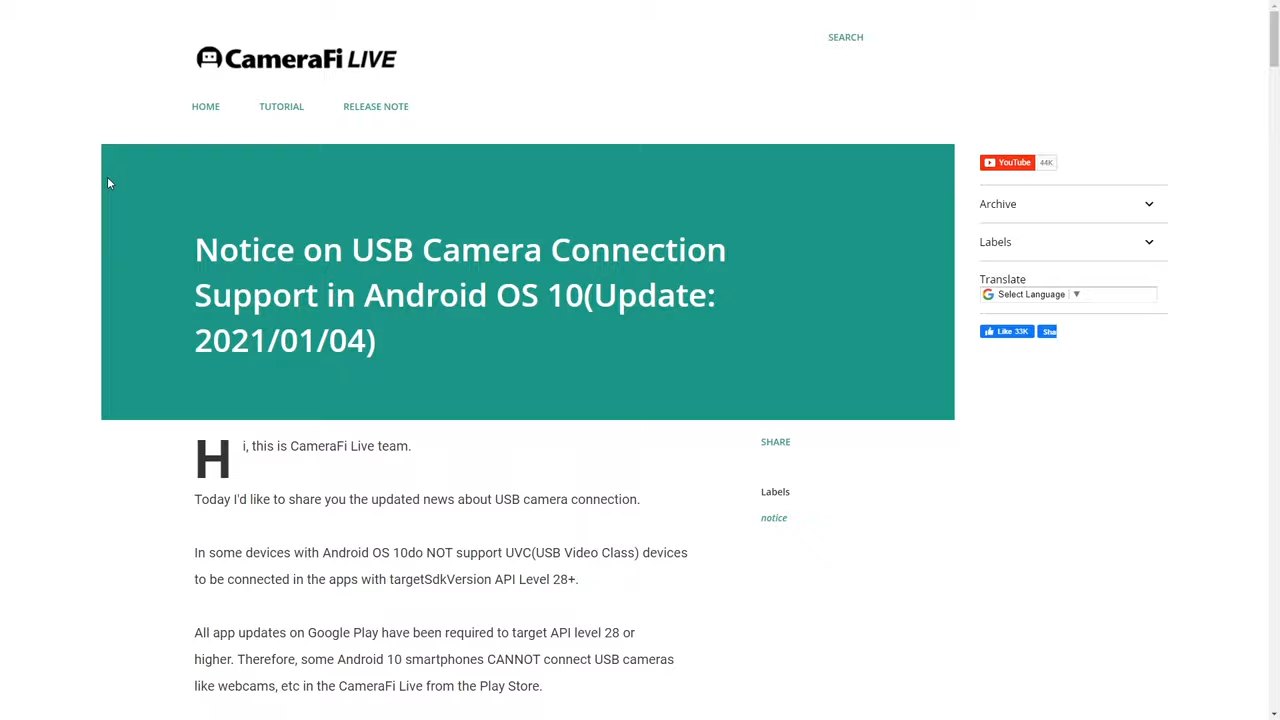 CameraFi LIVE
SEARCH
HOME
TUTORIAL
RELEASE NOTE
Notice on USB Camera Connection
Support in Android OS 10(Update:
2021/01/04)
Hi, this is CameraFi Live team.
Today I'd like to share you the updated news about USB camera connection.
In some devices with Android OS 10do NOT support UVC(USB Video Class) devices
to be connected in the apps with targetSdkVersion API Level 28+.
All app updates on Google Play have been required to target API level 28 or
higher. Therefore, some Android 10 smartphones CANNOT connect USB cameras
like webcams, etc in the CameraFi Live from the Play Store.
SHARE
Labels
notice
YouTube 44K
Archive
Labels
Translate
Select Language ▼
Like 33K
Sha